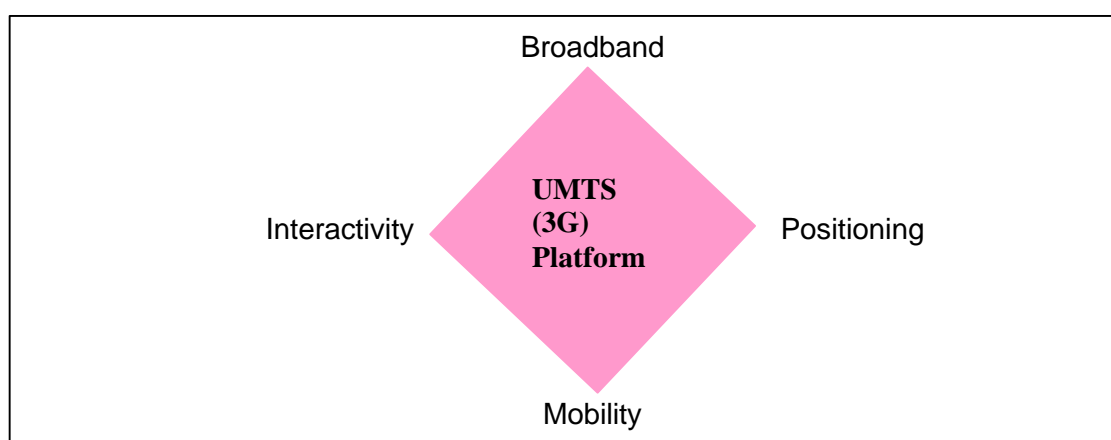 Broadband
UMTS
(3G)
Interactivity
Positioning
Platform
Mobility